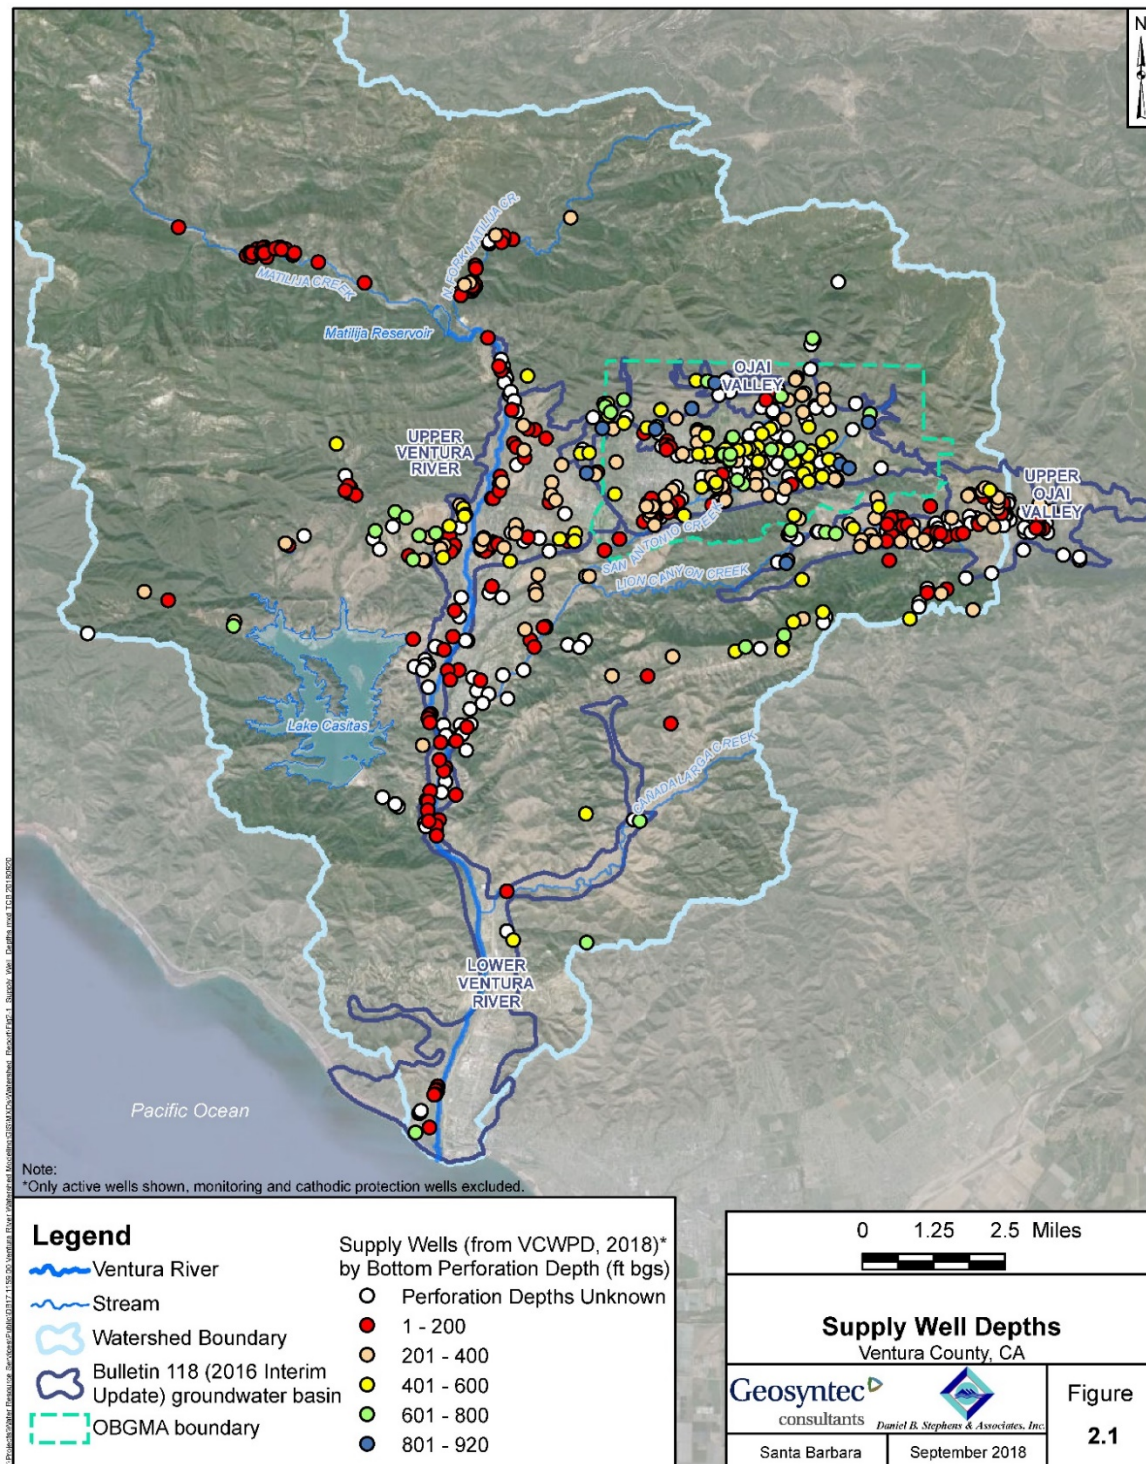 N
N. FORK MATILIJA CR.
MATILIJA CREEK
Matilija Reservoir
OJAI
VALLEY
UPPER
VENTURA
RIVER
UPPER
OJAI
VALLEY
SAN ANTONIO CREEK
LION CANYON CREEK
Lake Casitas
CAÑADA LARGA CREEK
LOWER
VENTURA
RIVER
Pacific Ocean
Note:
*Only active wells shown, monitoring and cathodic protection wells excluded.
Legend
Ventura River
Stream
Watershed Boundary
Bulletin 118 (2016 Interim
Update) groundwater basin
OBGMA boundary
Supply Wells (from VCWPD, 2018)*
by Bottom Perforation Depth (ft bgs)
Perforation Depths Unknown
1 - 200
201 - 400
401 - 600
601 - 800
801 - 920
0 1.25 2.5 Miles
Supply Well Depths
Ventura County, CA
Geosyntec
consultants
Daniel B. Stephens & Associates, Inc.
Santa Barbara
September 2018
Figure
2.1